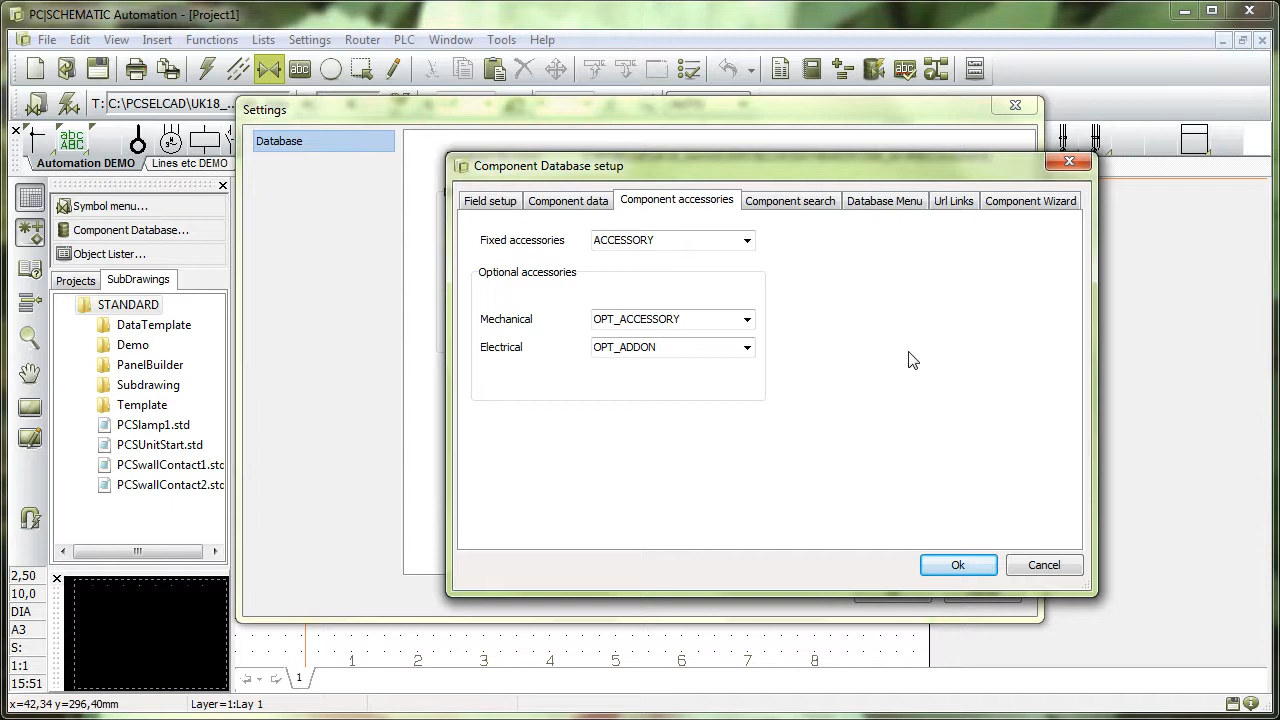 PC|SCHEMATIC Automation - [Project1]
File Edit View Insert Functions Lists Settings Router PLC Window Tools Help
T: C:\PCSELCAD\UK18_...
Settings
Automation DEMO
Lines etc DEMO
Symbol menu...
Component Database...
Object Lister...
Projects
SubDrawings
STANDARD
DataTemplate
Demo
PanelBuilder
Subdrawing
Template
PCSlamp1.std
PCSUnitStart.std
PCSwallContact1.std
PCSwallContact2.std
2,50
10,0
DIA
A3
S:
1:1
15:51
Database
Component Database setup
Field setup
Component data
Component accessories
Component search
Database Menu
Url Links
Component Wizard
Fixed accessories ACCESSORY
Optional accessories
Mechanical OPT_ACCESSORY
Electrical OPT_ADDON
Ok
Cancel
1 2 3 4 5 6 7 8
1
x=42,34 y=296,40mm
Layer=1:Lay 1